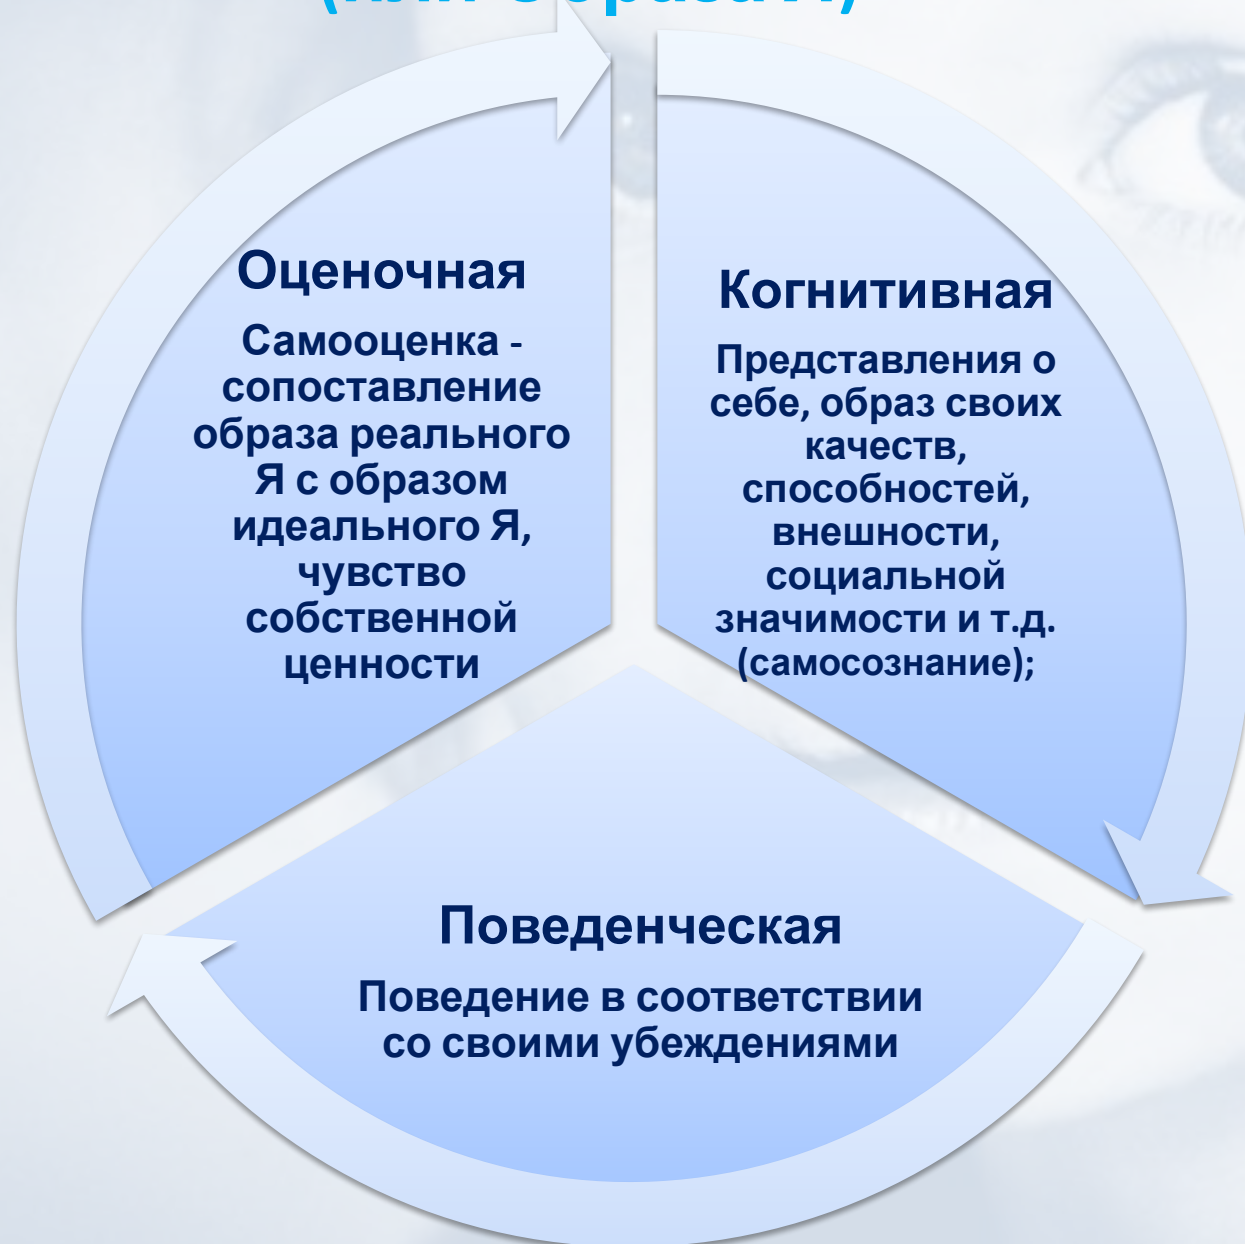 Оценочная
Самооценка -
сопоставление
образа реального
Я с образом
идеального Я,
чувство
собственной
ценности
Когнитивная
Представления о
себе, образ своих
качеств,
способностей,
внешности,
социальной
значимости и т.д.
(самосознание);
Поведенческая
Поведение в соответствии
со своими убеждениями